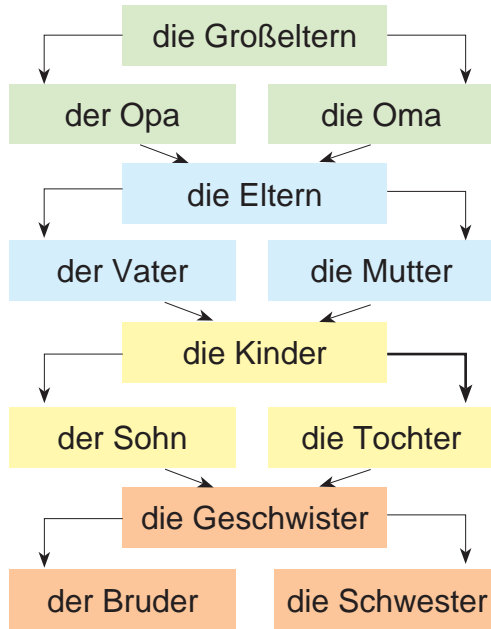 die Großeltern
der Opa
die Oma
die Eltern
der Vater
die Mutter
die Kinder
der Sohn
die Tochter
die Geschwister
der Bruder
die Schwester